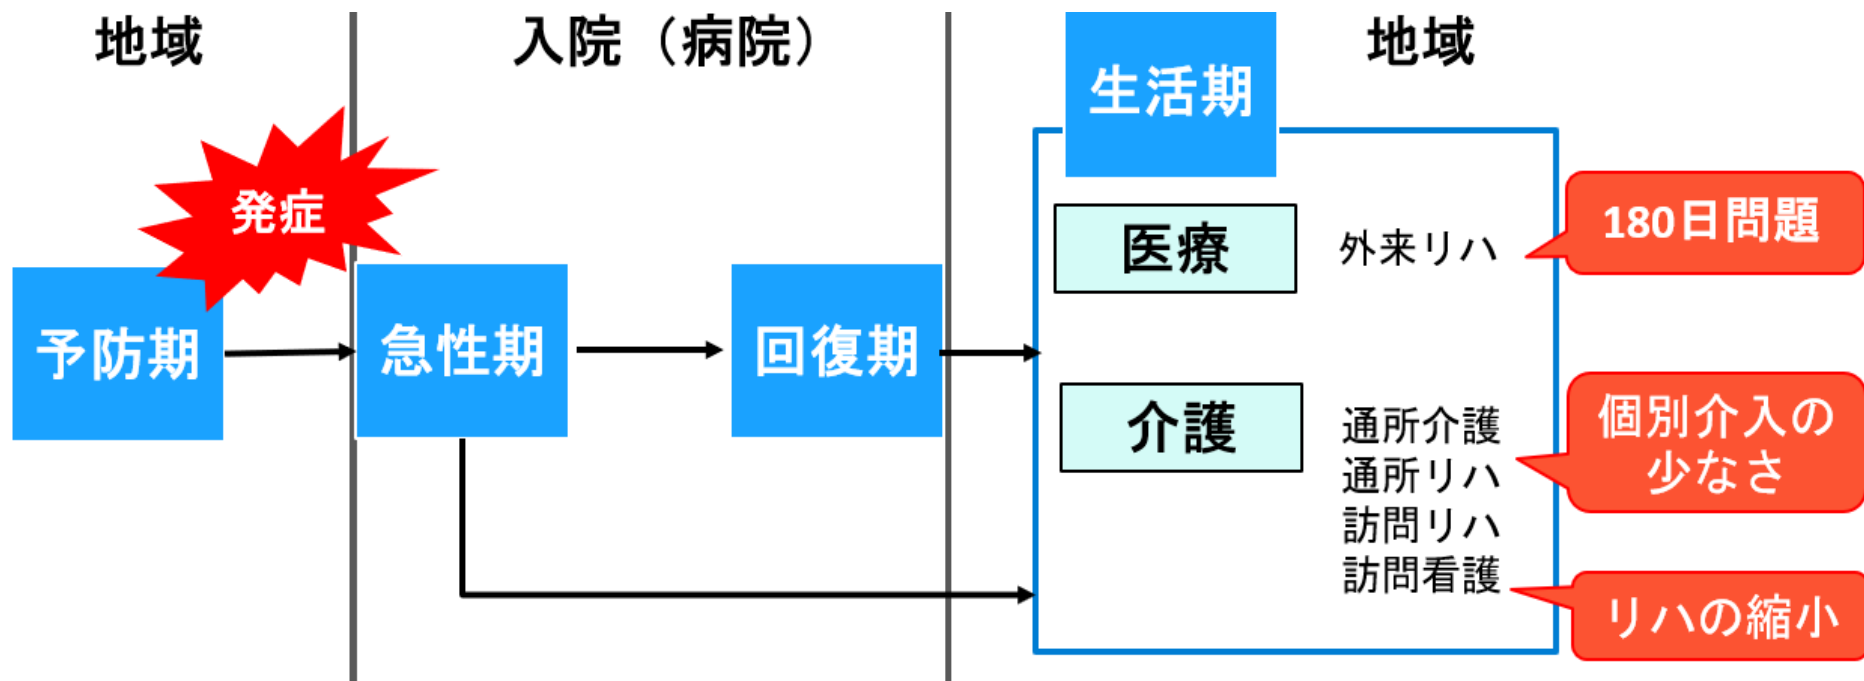 地域
入院（病院）
地域
発症
予防期
急性期
回復期
生活期
医療
外来リハ
180日問題
介護
通所介護
通所リハ
訪問リハ
訪問看護
個別介入の
少なさ
リハの縮小